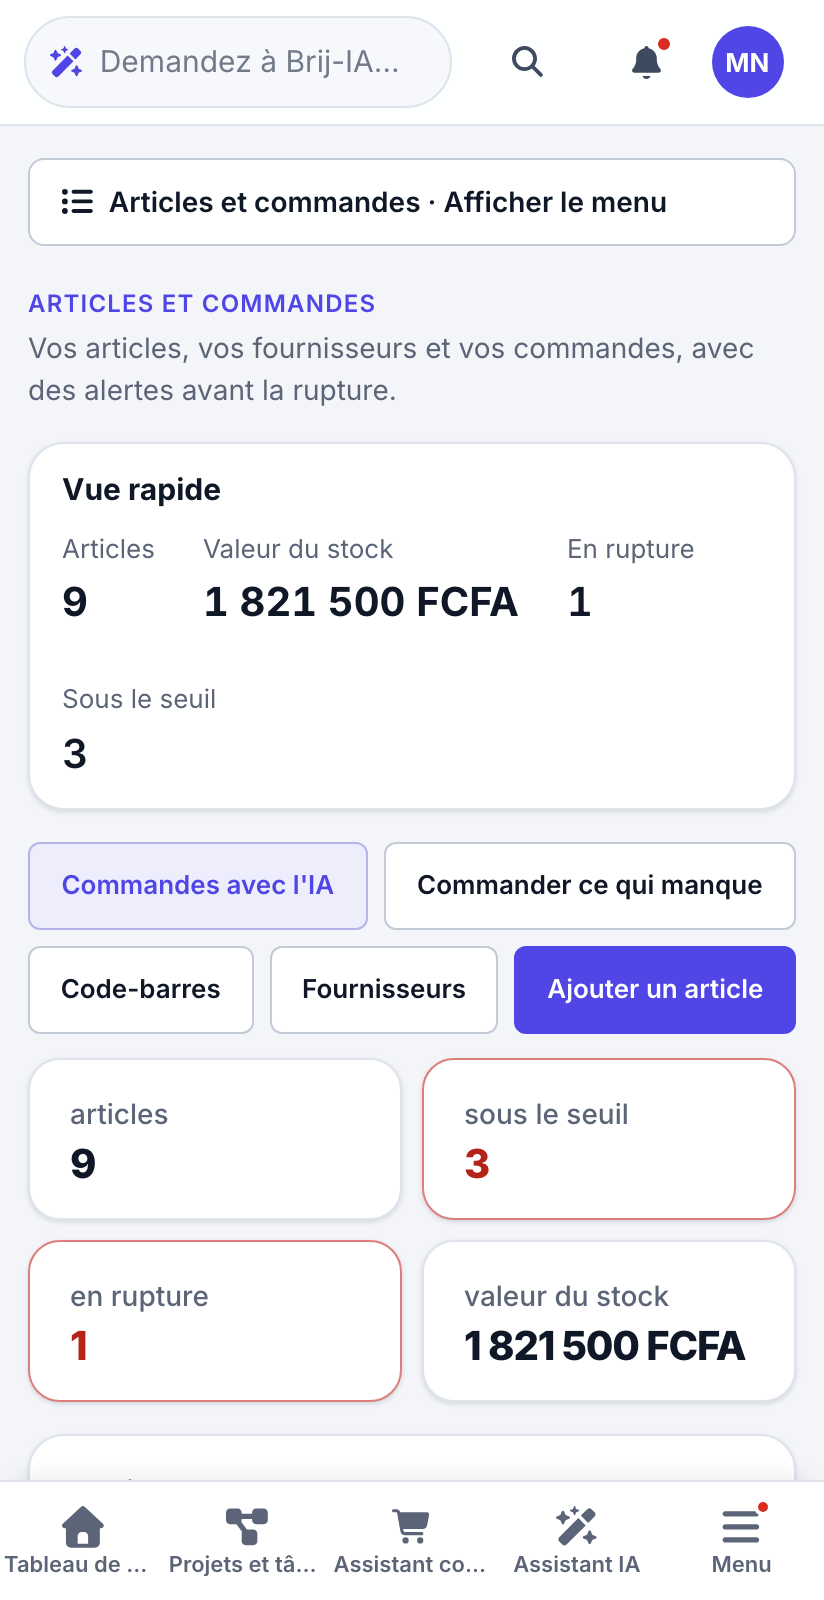 Demandez à Brij-IA...
MN
Articles et commandes · Afficher le menu
ARTICLES ET COMMANDES
Vos articles, vos fournisseurs et vos commandes, avec
des alertes avant la rupture.
Vue rapide
Articles Valeur du stock En rupture
9 1 821 500 FCFA 1
Sous le seuil
3
Commandes avec l'IA Commander ce qui manque
Code-barres Fournisseurs Ajouter un article
articles sous le seuil
9 3
en rupture valeur du stock
1 1 821 500 FCFA
Tableau de ... Projets et tâ... Assistant co... Assistant IA Menu